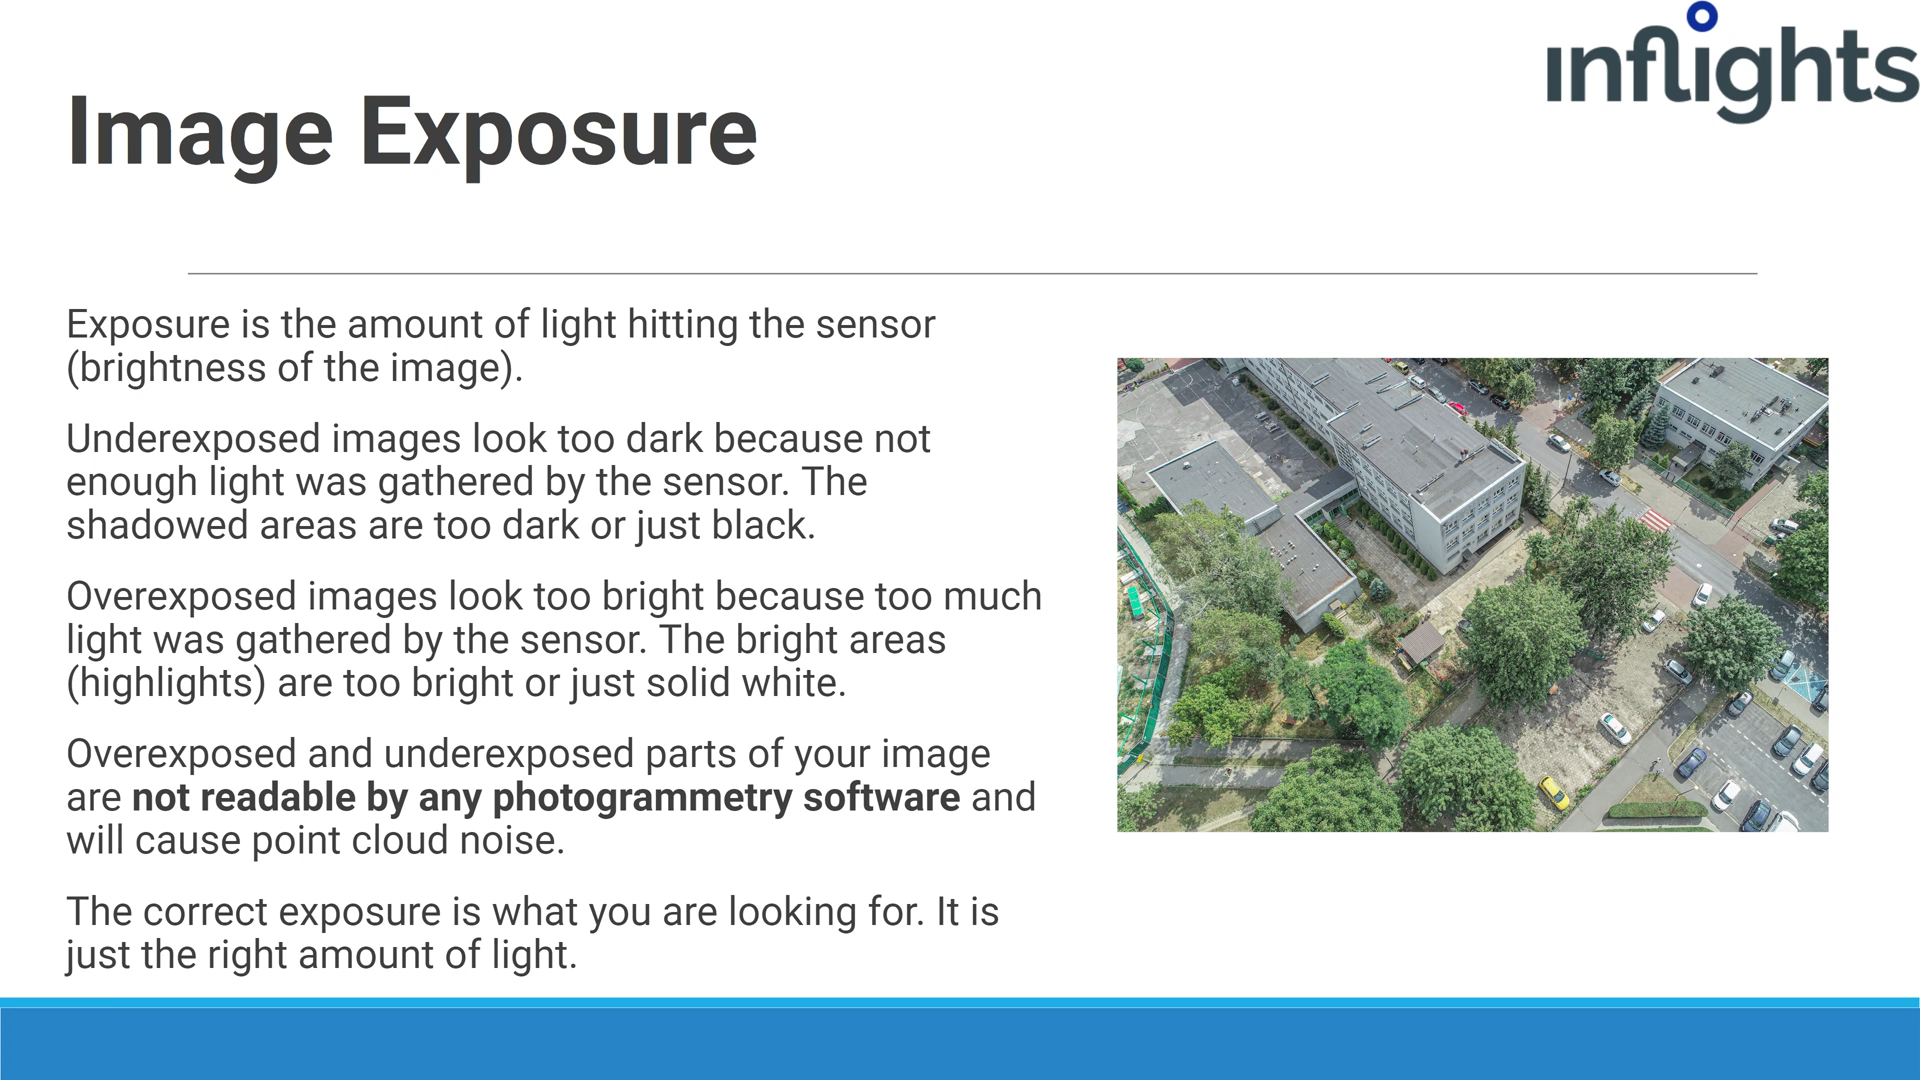 inflights
Image Exposure
Exposure is the amount of light hitting the sensor
(brightness of the image).
Underexposed images look too dark because not
enough light was gathered by the sensor. The
shadowed areas are too dark or just black.
Overexposed images look too bright because too much
light was gathered by the sensor. The bright areas
(highlights) are too bright or just solid white.
Overexposed and underexposed parts of your image
are not readable by any photogrammetry software and
will cause point cloud noise.
The correct exposure is what you are looking for. It is
just the right amount of light.